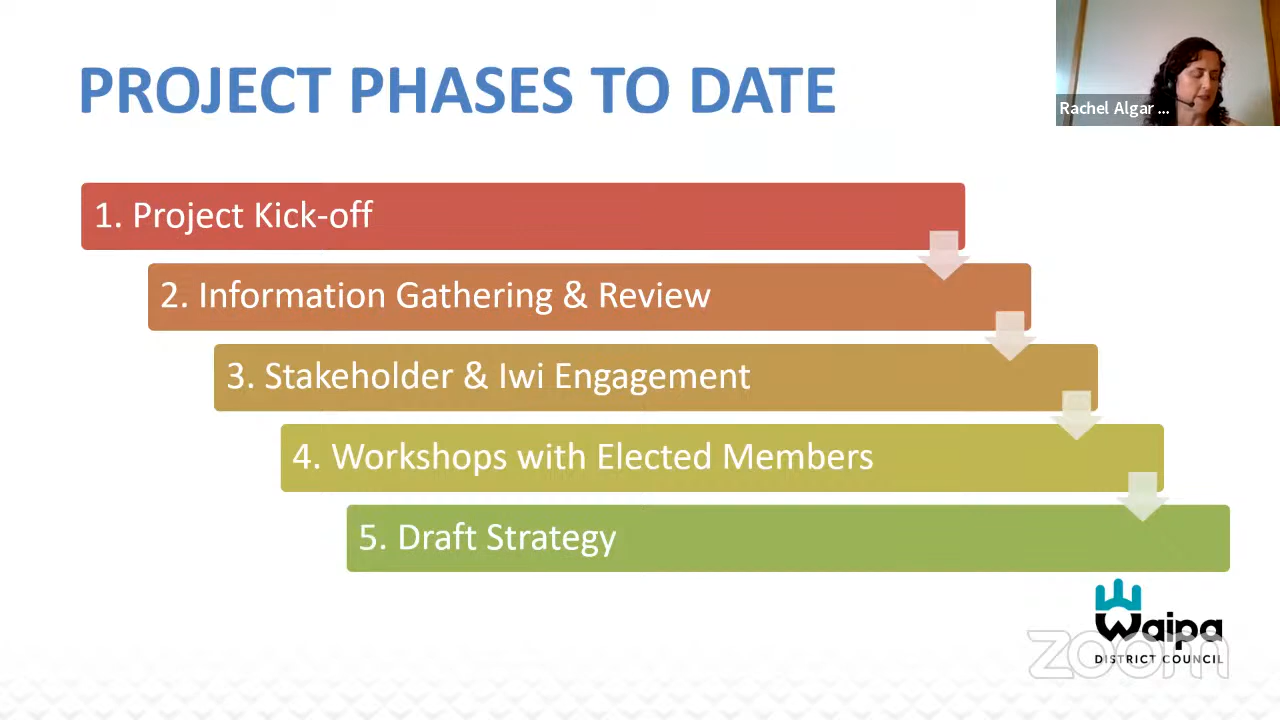 PROJECT PHASES TO DATE
Rachel Algar ...
1. Project Kick-off
2. Information Gathering & Review
3. Stakeholder & Iwi Engagement
4. Workshops with Elected Members
5. Draft Strategy
Waipa
DISTRICT COUNCIL
zoom